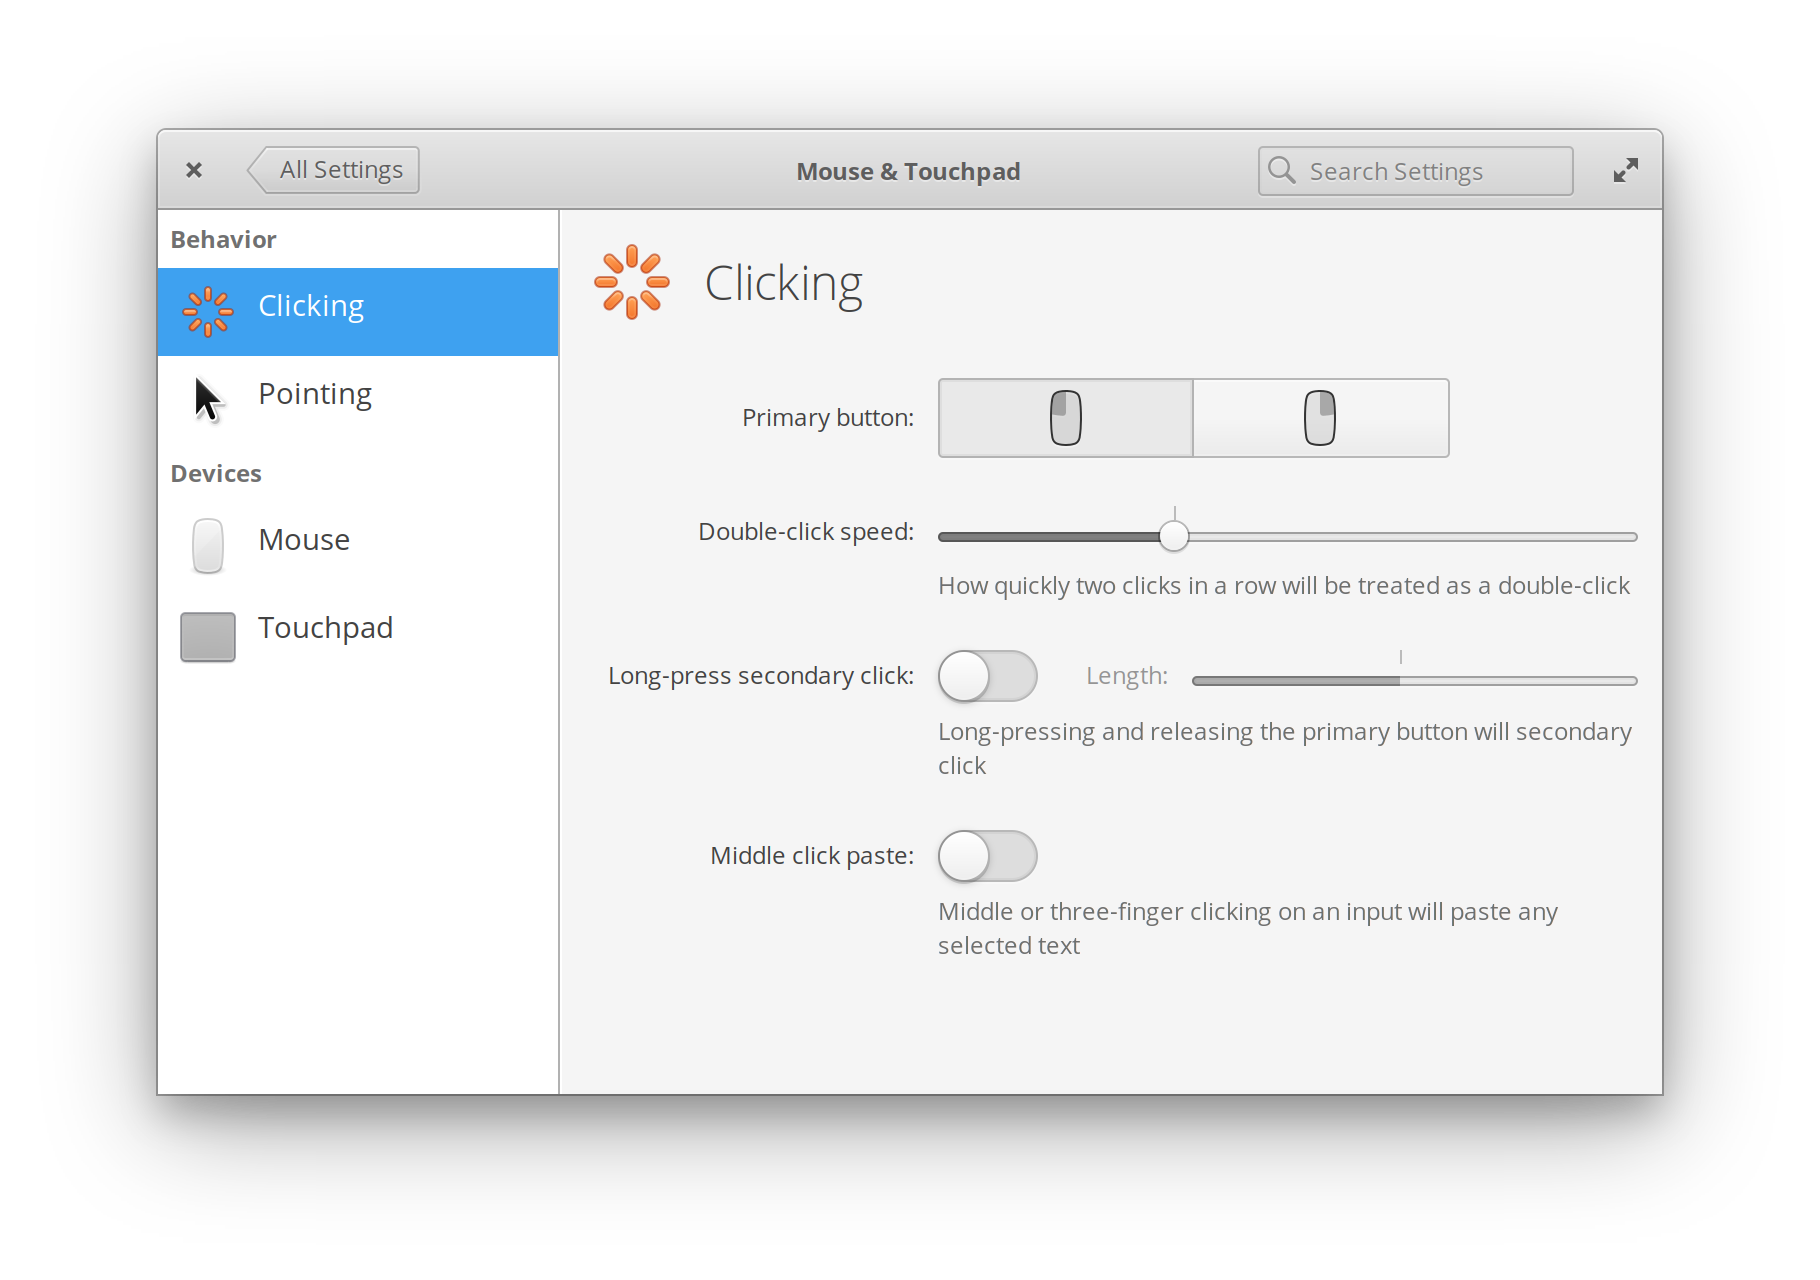 All Settings
Mouse & Touchpad
Search Settings
Behavior
Clicking
Pointing
Devices
Mouse
Touchpad
Clicking
Primary button:
Double-click speed:
How quickly two clicks in a row will be treated as a double-click
Long-press secondary click:
Length:
Long-pressing and releasing the primary button will secondary
click
Middle click paste:
Middle or three-finger clicking on an input will paste any
selected text